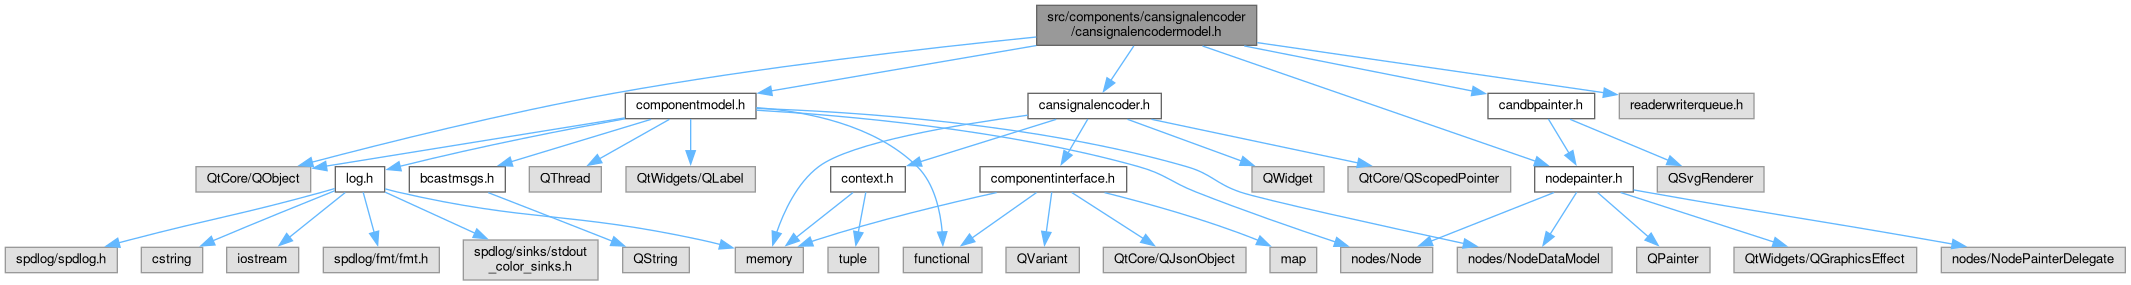 src/components/cansignalencoder
/cansignalencodermodel.h
componentmodel.h
cansignalencoder.h
candbpainter.h
readerwriterqueue.h
QtCore/QObject
log.h
bcastmsgs.h
QThread
QtWidgets/QLabel
context.h
componentinterface.h
QWidget
QtCore/QScopedPointer
nodepainter.h
QSvgRenderer
spdlog/spdlog.h
cstring
iostream
spdlog/fmt/fmt.h
spdlog/sinks/stdout
_color_sinks.h
QString
memory
tuple
functional
QVariant
QtCore/QJsonObject
map
nodes/Node
nodes/NodeDataModel
QPainter
QtWidgets/QGraphicsEffect
nodes/NodePainterDelegate